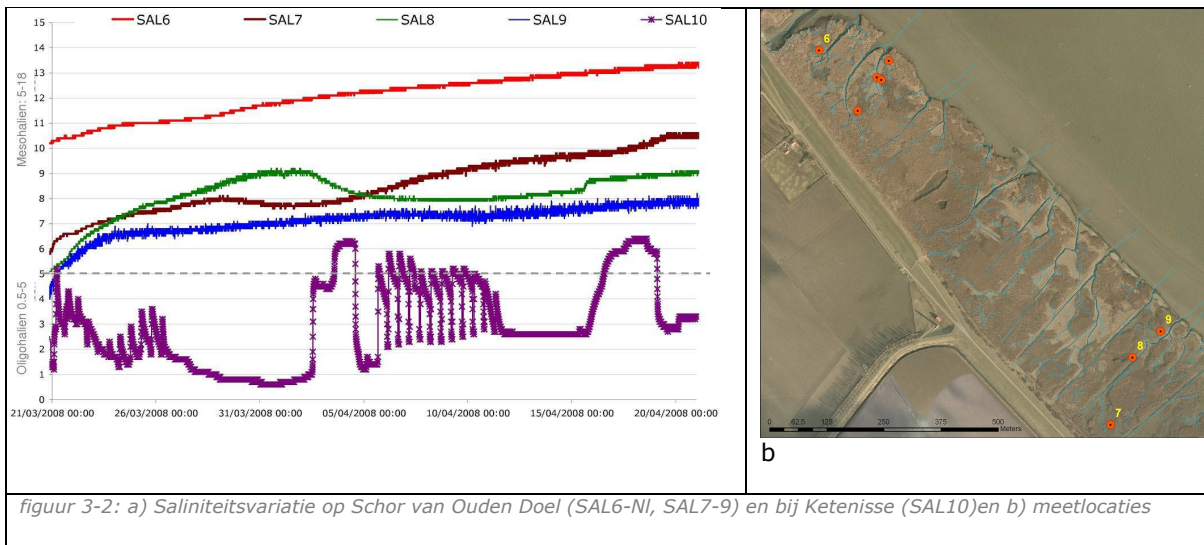 SAL6 SAL7 SAL8 SAL9 SAL10
15
14
13
12
11
10
9
8
7
6
5
4
3
2
1
0
Mesohalien: 5-18
Oligohalien 0.5-5
21/03/2008 00:00 26/03/2008 00:00 31/03/2008 00:00 05/04/2008 00:00 10/04/2008 00:00 15/04/2008 00:00 20/04/2008 00:00
6
9
8
7
0 62.5 125 250 375 500
Meters
b
figuur 3-2: a) Saliniteitsvariatie op Schor van Ouden Doel (SAL6-Nl, SAL7-9) en bij Ketenisse (SAL10)en b) meetlocaties